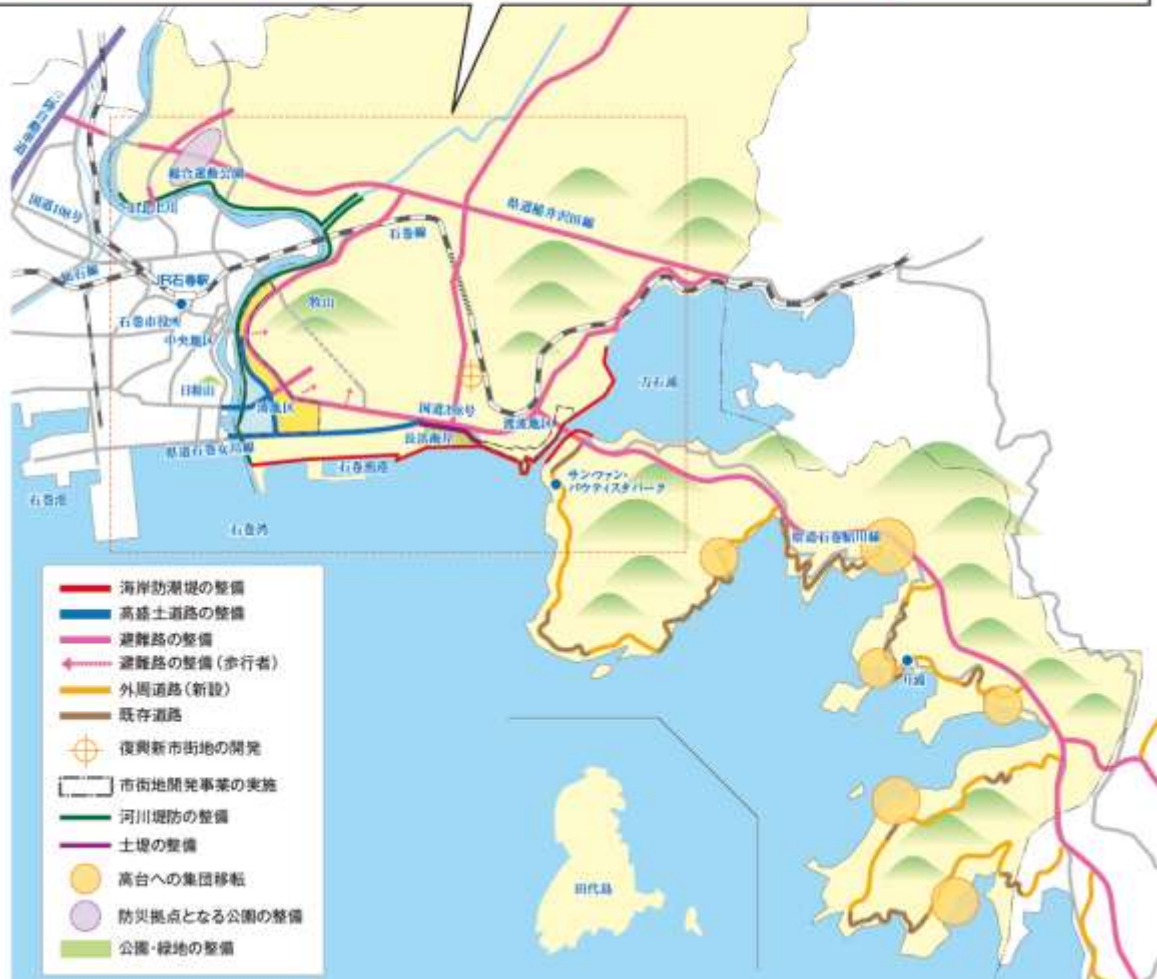 総合運動公園
国道108号
石巻線
県道稲井沢田線
JR石巻駅
石巻市役所
中央地区
牧山
日和山
湊地区
国道398号
渡波地区
万石浦
長浜海岸
県道石巻女川線
石巻漁港
サン・ファン・
バウティスタパーク
石巻港
石巻湾
県道石巻鮎川線
月浦
田代島
海岸防潮堤の整備
高盛土道路の整備
避難路の整備
避難路の整備(歩行者)
外周道路(新設)
既存道路
復興新市街地の開発
市街地開発事業の実施
河川堤防の整備
土堤の整備
高台への集団移転
防災拠点となる公園の整備
公園・緑地の整備